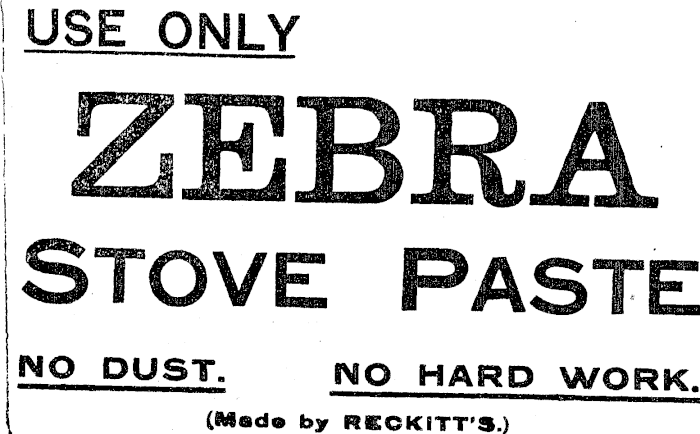 USE ONLY
ZEBRA
STOVE PASTE
NO DUST. NO HARD WORK.
(Made by RECKITT'S.)